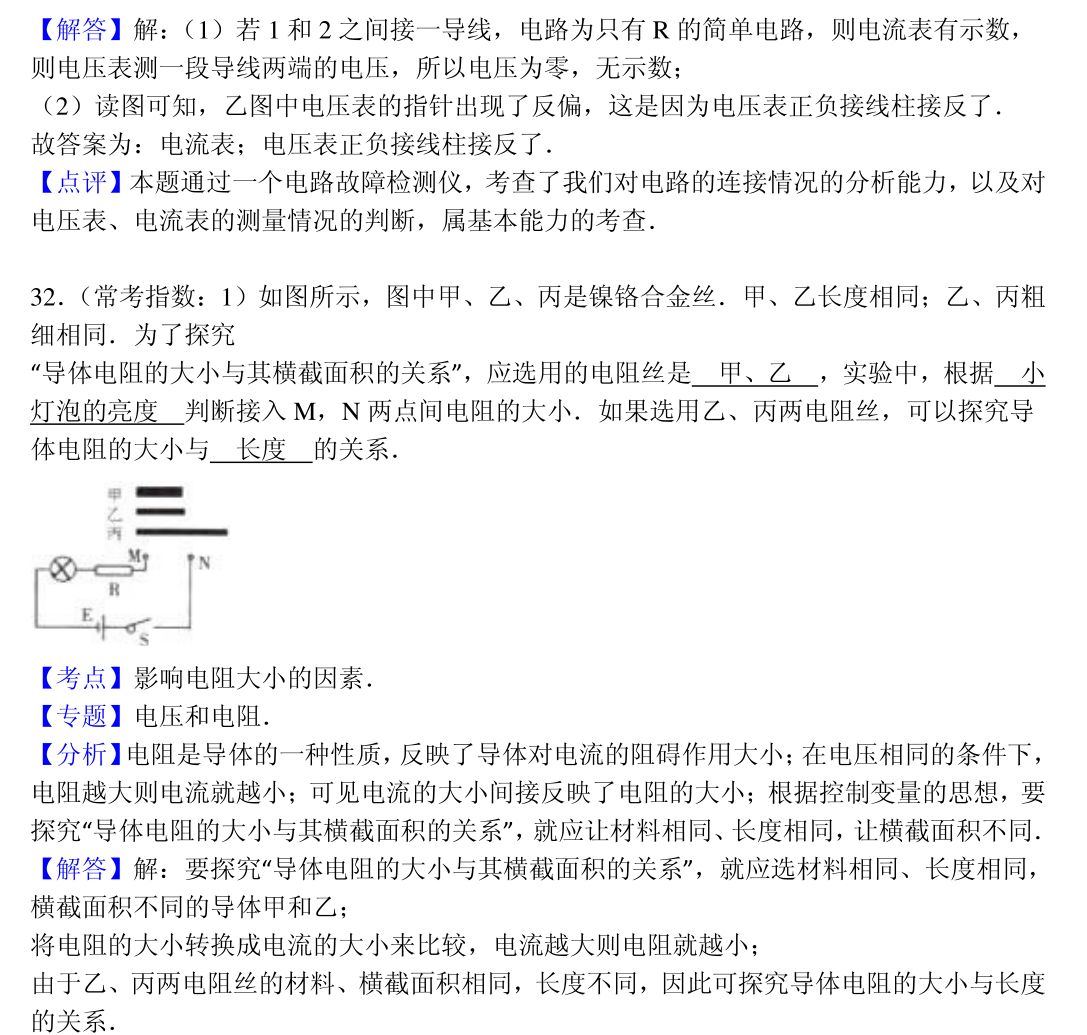 【解答】解：（1）若 1 和 2 之间接一导线，电路为只有 R 的简单电路，则电流表有示数，
则电压表测一段导线两端的电压，所以电压为零，无示数；
（2）读图可知，乙图中电压表的指针出现了反偏，这是因为电压表正负接线柱接反了．
故答案为：电流表；电压表正负接线柱接反了．
【点评】本题通过一个电路故障检测仪，考查了我们对电路的连接情况的分析能力，以及对
电压表、电流表的测量情况的判断，属基本能力的考查．
32．（常考指数：1）如图所示，图中甲、乙、丙是镍铬合金丝．甲、乙长度相同；乙、丙粗
细相同．为了探究
“导体电阻的大小与其横截面积的关系”，应选用的电阻丝是 甲、乙 ，实验中，根据 小
灯泡的亮度 判断接入 M，N 两点间电阻的大小．如果选用乙、丙两电阻丝，可以探究导
体电阻的大小与 长度 的关系．
甲
乙
丙
M
N
R
E
S
【考点】影响电阻大小的因素．
【专题】电压和电阻．
【分析】电阻是导体的一种性质，反映了导体对电流的阻碍作用大小；在电压相同的条件下，
电阻越大则电流就越小；可见电流的大小间接反映了电阻的大小；根据控制变量的思想，要
探究“导体电阻的大小与其横截面积的关系”，就应让材料相同、长度相同，让横截面积不同．
【解答】解：要探究“导体电阻的大小与其横截面积的关系”，就应选材料相同、长度相同，
横截面积不同的导体甲和乙；
将电阻的大小转换成电流的大小来比较，电流越大则电阻就越小；
由于乙、丙两电阻丝的材料、横截面积相同，长度不同，因此可探究导体电阻的大小与长度
的关系．